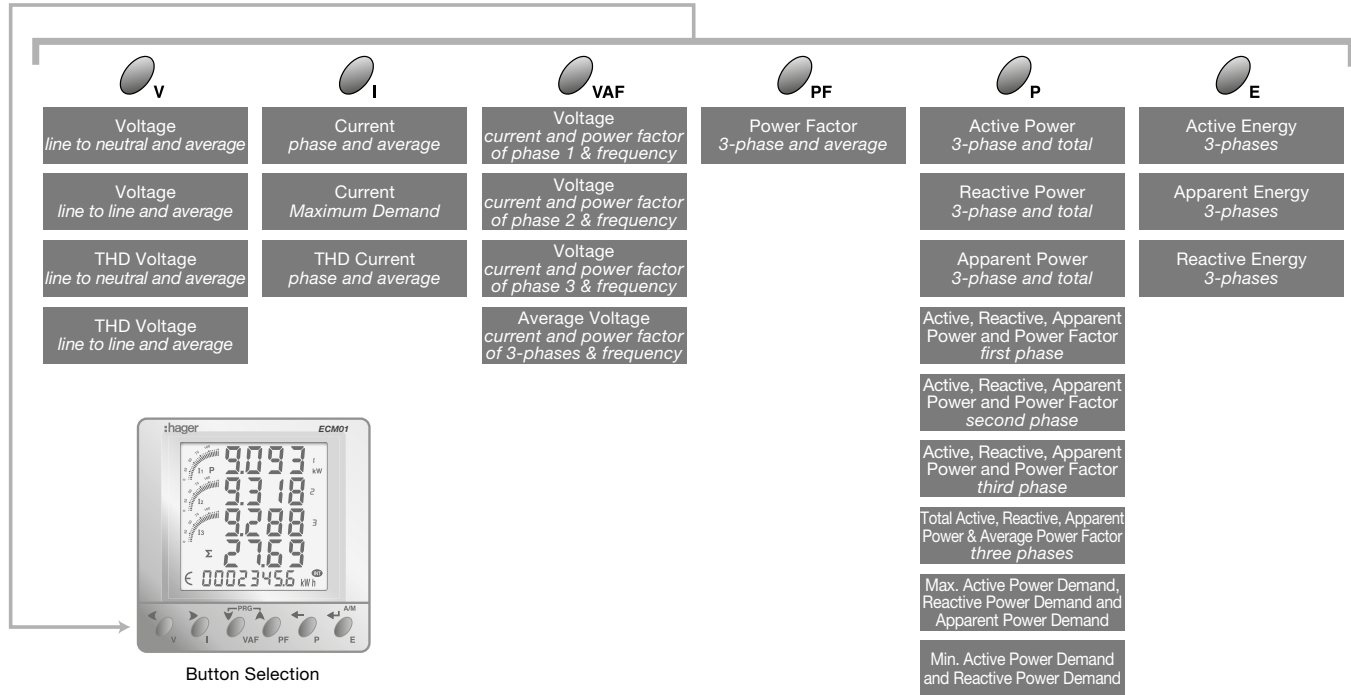 V
I
VAF
PF
P
E
Voltage
line to neutral and average
Voltage
line to line and average
THD Voltage
line to neutral and average
THD Voltage
line to line and average
Current
phase and average
Current
Maximum Demand
THD Current
phase and average
Voltage
current and power factor
of phase 1 & frequency
Voltage
current and power factor
of phase 2 & frequency
Voltage
current and power factor
of phase 3 & frequency
Average Voltage
current and power factor
of 3-phases & frequency
Power Factor
3-phase and average
Active Power
3-phase and total
Reactive Power
3-phase and total
Apparent Power
3-phase and total
Active, Reactive, Apparent
Power and Power Factor
first phase
Active, Reactive, Apparent
Power and Power Factor
second phase
Active, Reactive, Apparent
Power and Power Factor
third phase
Total Active, Reactive, Apparent
Power & Average Power Factor
three phases
Max. Active Power Demand,
Reactive Power Demand and
Apparent Power Demand
Min. Active Power Demand
and Reactive Power Demand
Active Energy
3-phases
Apparent Energy
3-phases
Reactive Energy
3-phases
:hager ECM01
I1 P 9.093 1 kW
I2 9.318 2
I3 9.288 3
Σ 27.69
€ 00023456 kWh
PRG A/M
V I VAF PF P E
Button Selection